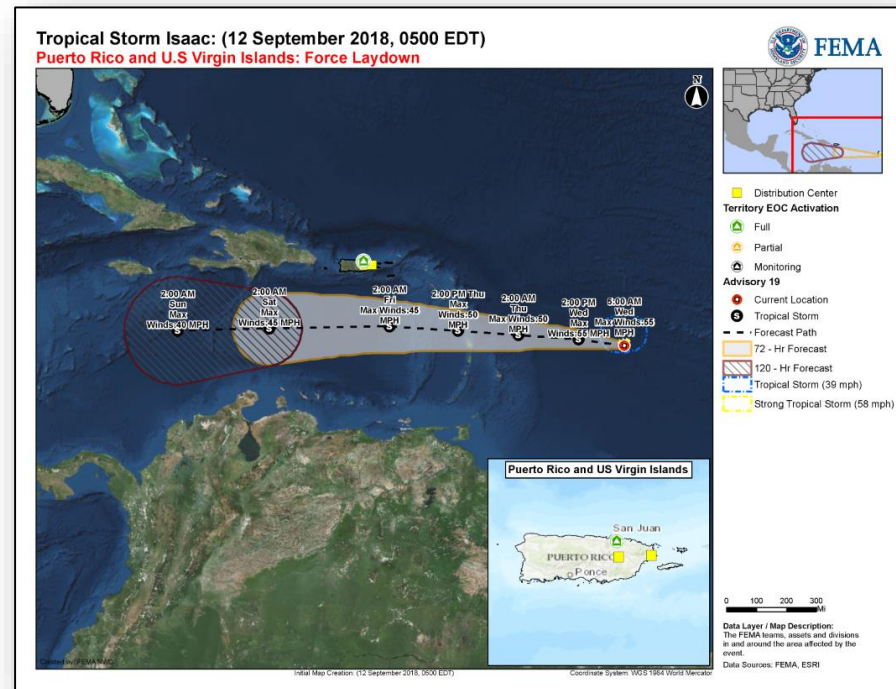 Tropical Storm Isaac: (12 September 2018, 0500 EDT)
Puerto Rico and U.S Virgin Islands: Force Laydown
FEMA
N
2:00 AM
Sun
Max
Winds:40 MPH
2:00 AM
Sat
Max
Winds:45 MPH
2:00 AM
Fri
Max Winds:45
MPH
2:00 PM Thu
Max
Winds:50
MPH
2:00 AM
Thu
Max Winds:50
MPH
2:00 PM
Wed
Max
Winds:55 MPH
5:00 AM
Wed
Max Winds:55
MPH
S
S
S
S
S
S
Distribution Center
Territory EOC Activation
Full
Partial
Monitoring
Advisory 19
Current Location
S Tropical Storm
Forecast Path
72 - Hr Forecast
120 - Hr Forecast
Tropical Storm (39 mph)
Strong Tropical Storm (58 mph)
Puerto Rico and US Virgin Islands
San Juan
PUERTO RICO
Ponce
0 100 200 300
Mi
Data Layer / Map Description:
The FEMA teams, assets and divisions
in and around the area affected by the
event.
Data Sources: FEMA, ESRI
Initial Map Creation: (12 September 2018, 0500 EDT)
Coordinate System: WGS 1984 World Mercator